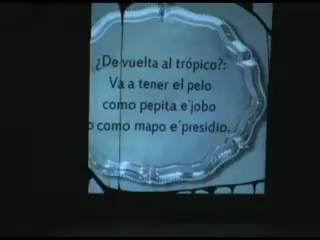 ¿De vuelta al trópico?:
Va a tener el pelo
como pepita e'jobo
o como mapo e'presidio.